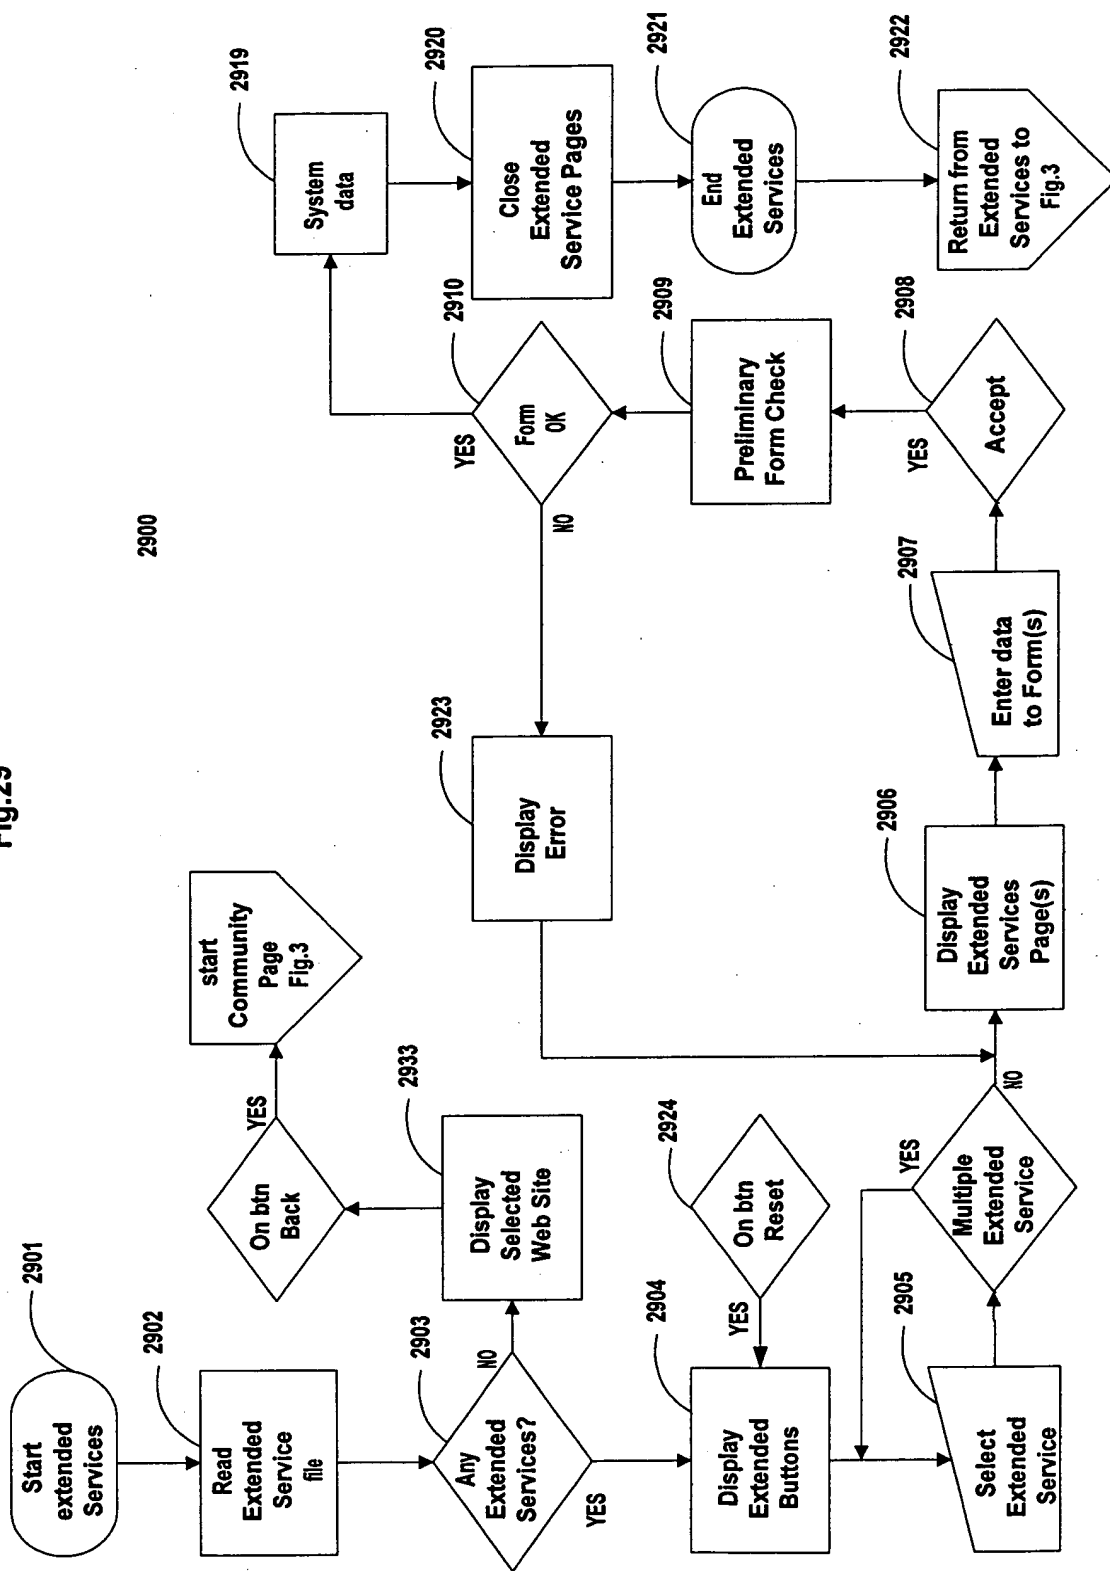 Fig.29
2900
2901
Start
extended
Services
2902
Read
Extended
Service
file
2903
Any
Extended
Services?
NO
YES
2933
Display
Selected
Web Site
On btn
Back
YES
start
Community
Page
Fig.3
2904
Display
Extended
Buttons
2924
On btn
Reset
YES
2905
Select
Extended
Service
Multiple
Extended
Service
YES
NO
2906
Display
Extended
Services
Page(s)
2907
Enter data
to Form(s)
2908
Accept
YES
2909
Preliminary
Form Check
2910
Form
OK
YES
NO
2923
Display
Error
2919
System
data
2920
Close
Extended
Service Pages
2921
End
Extended
Services
2922
Return from
Extended
Services to
Fig.3